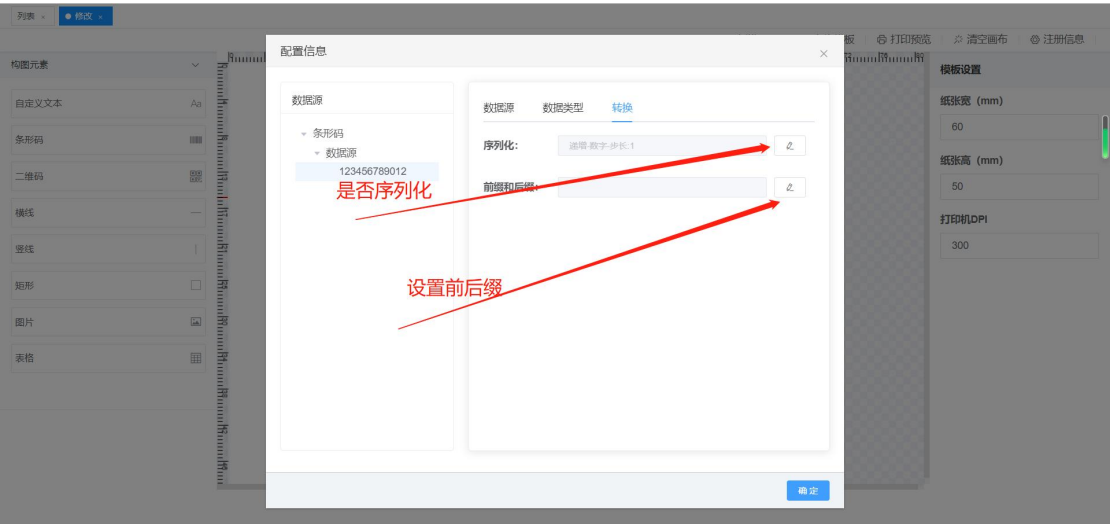 列表 ×
修改 ×
板
打印预览
清空画布
注册信息
构图元素
自定义文本 Aa
条形码
二维码
横线
竖线
矩形
图片
表格
配置信息 ×
数据源
条形码
数据源
123456789012
数据源 数据类型 转换
序列化: 递增-数字-步长:1
前缀和后缀:
是否序列化
设置前后缀
确定
模板设置
纸张宽 (mm)
60
纸张高 (mm)
50
打印机DPI
300